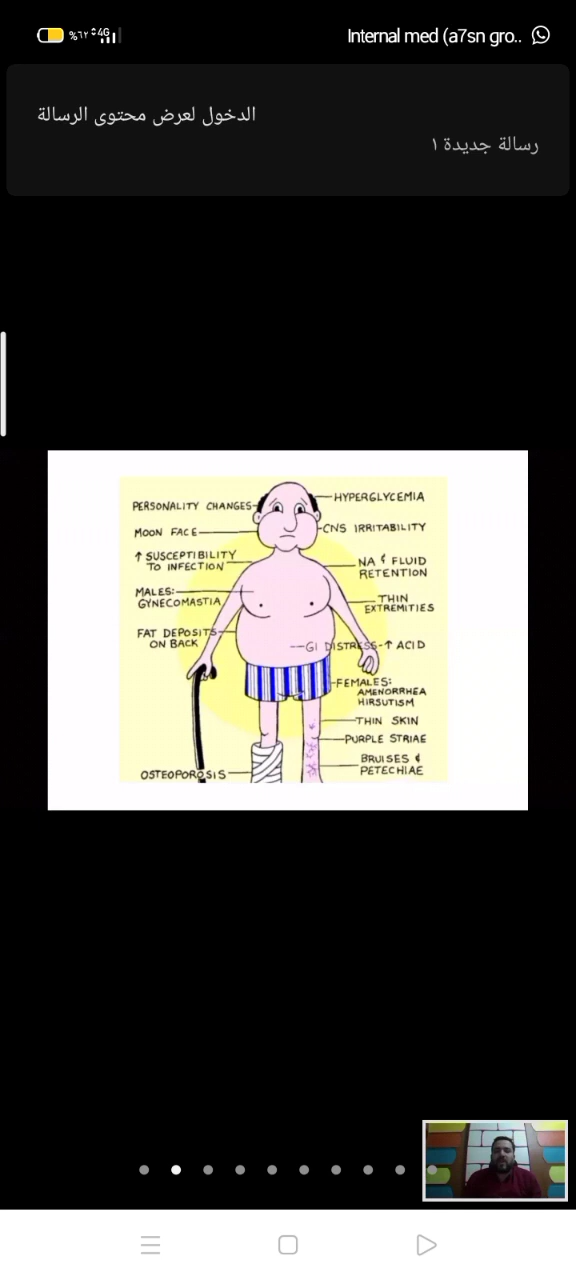 %٦٢ 4G
Internal med (a7sn gro..
الدخول لعرض محتوى الرسالة
رسالة جديدة ١
PERSONALITY CHANGES
HYPERGLYCEMIA
MOON FACE
CNS IRRITABILITY
↑ SUSCEPTIBILITY
TO INFECTION
NA & FLUID
RETENTION
MALES:
GYNECOMASTIA
THIN
EXTREMITIES
FAT DEPOSITS
ON BACK
GI DISTRESS-↑ ACID
FEMALES:
AMENORRHEA
HIRSUTISM
THIN SKIN
PURPLE STRIAE
BRUISES &
PETECHIAE
OSTEOPOROSIS